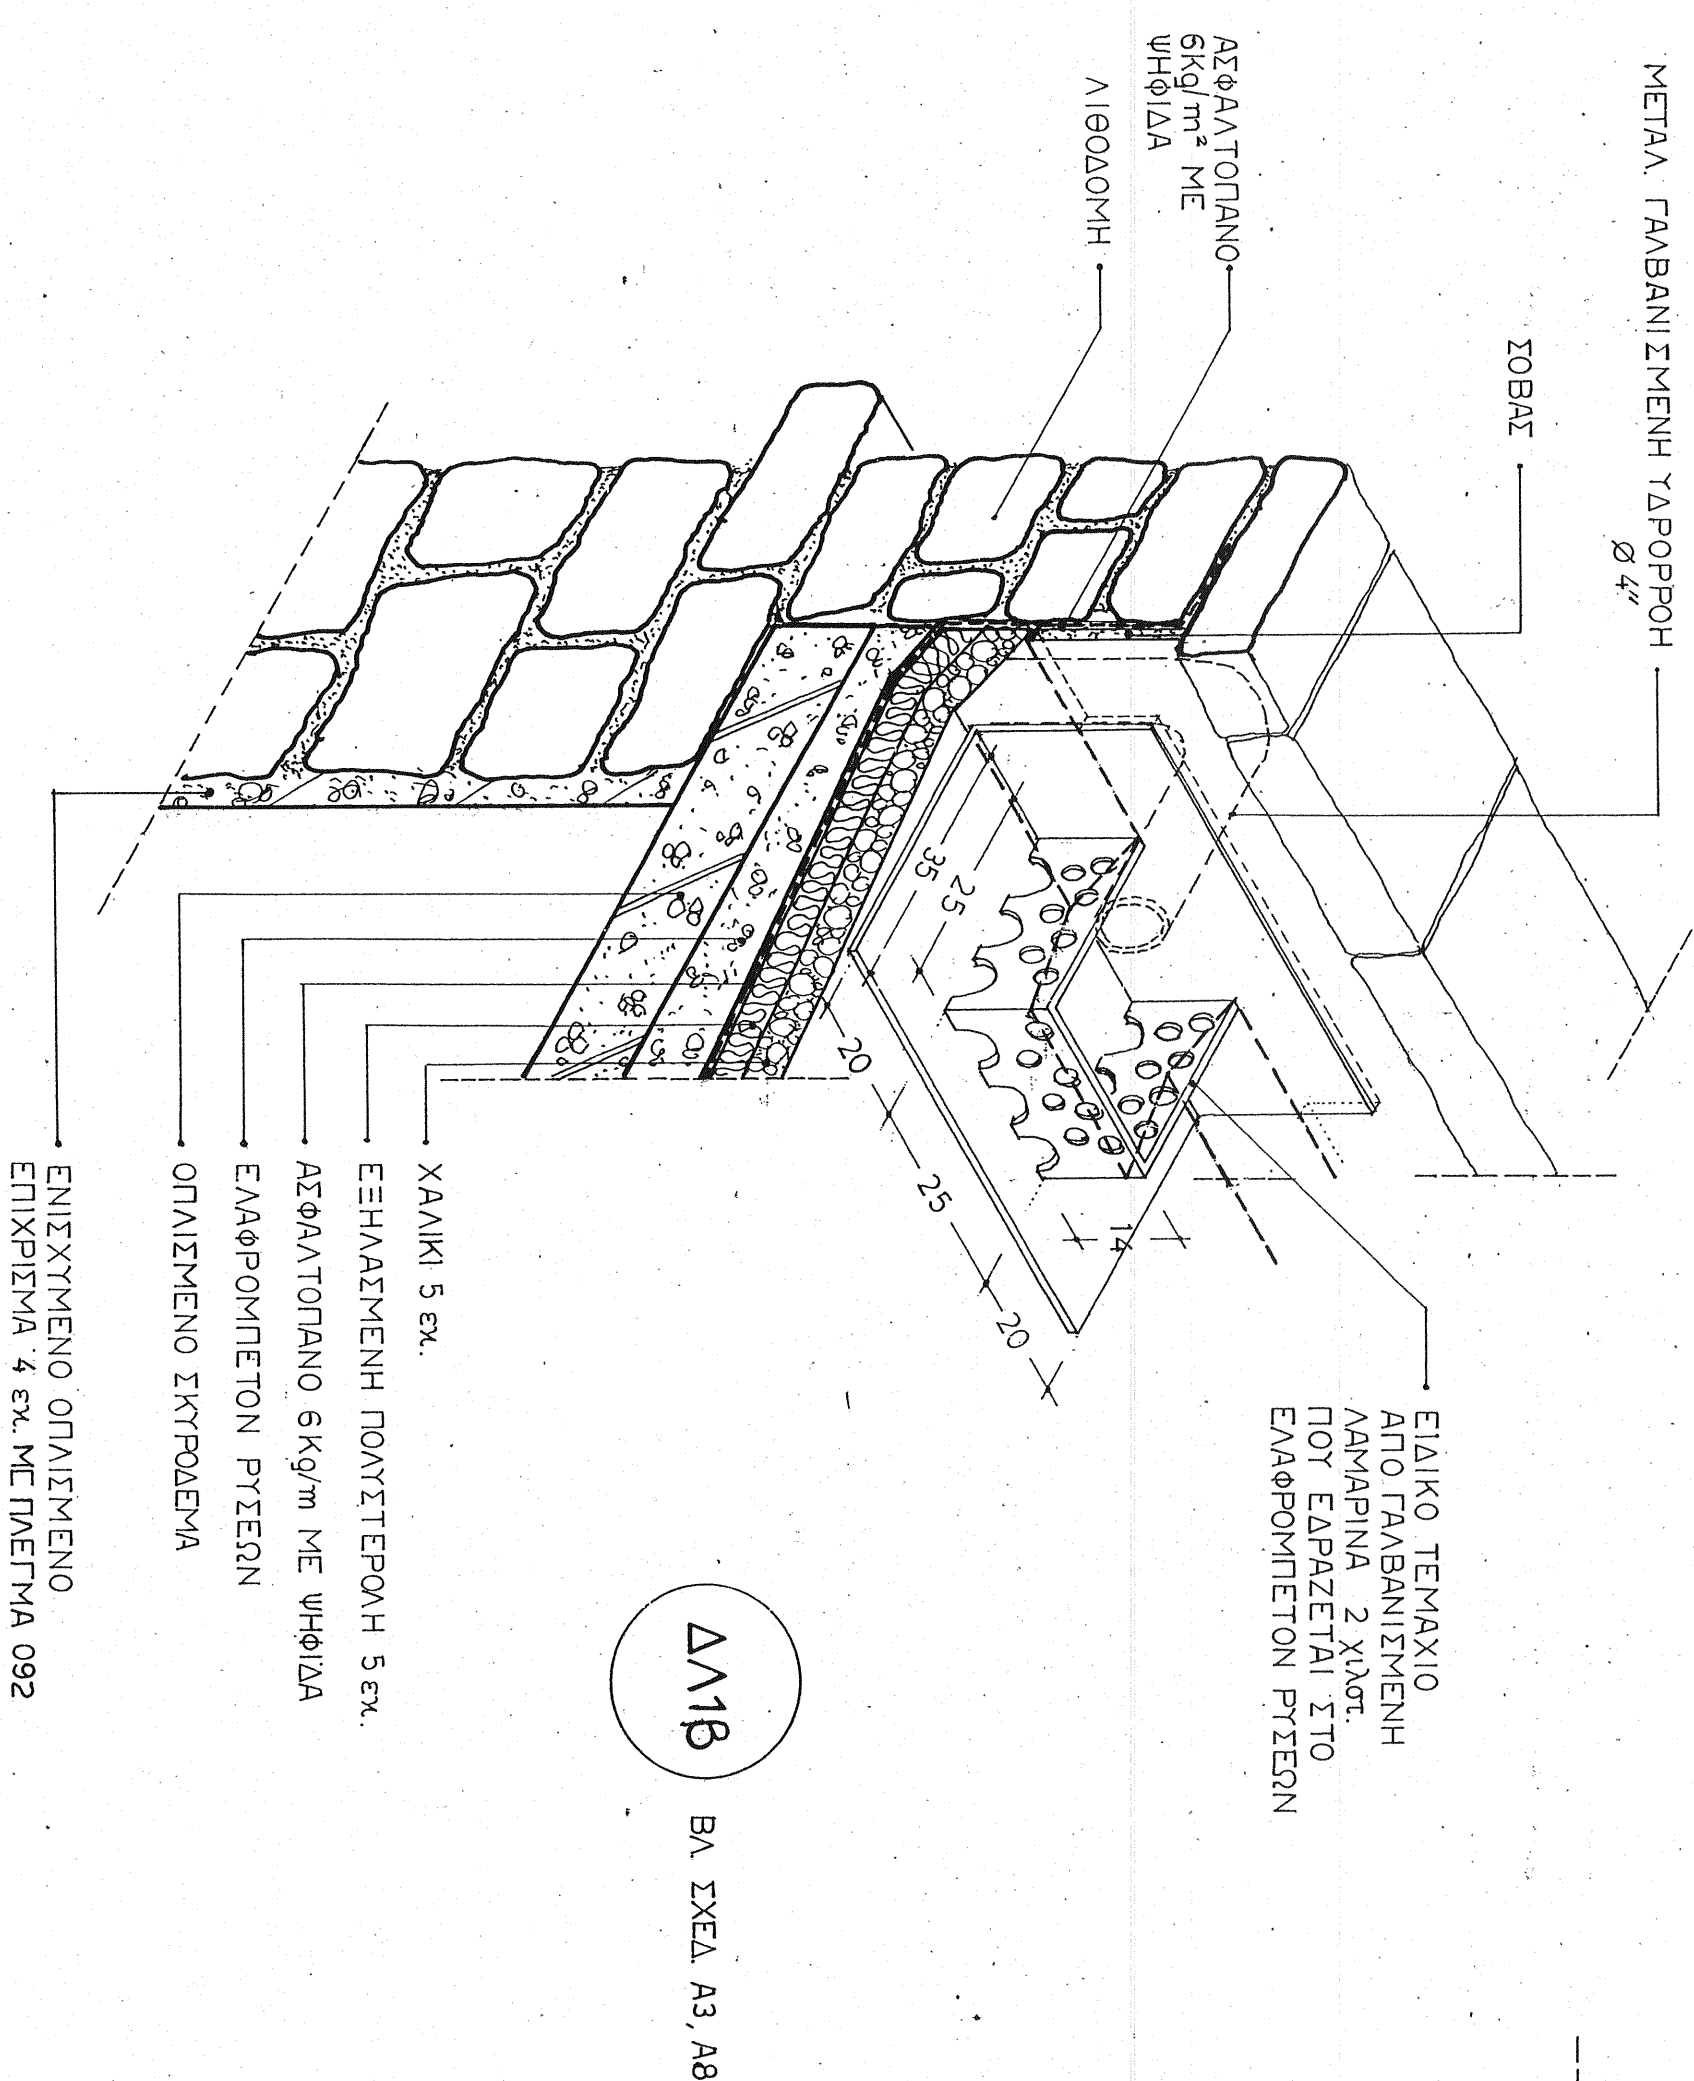 ΜΕΤΑΛ. ΓΑΛΒΑΝΙΣΜΕΝΗ ΥΔΡΟΡΡΟΗ
Ø 4"
ΣΟΒΑΣ
ΑΣΦΑΛΤΟΠΑΝΟ
6Kg/m² ΜΕ
ΨΗΦΙΔΑ
ΛΙΘΟΔΟΜΗ
ΕΙΔΙΚΟ ΤΕΜΑΧΙΟ
ΑΠΟ ΓΑΛΒΑΝΙΣΜΕΝΗ
ΛΑΜΑΡΙΝΑ 2 χιλστ.
ΠΟΥ ΕΔΡΑΖΕΤΑΙ ΣΤΟ
ΕΛΑΦΡΟΜΠΕΤΟΝ ΡΥΣΕΩΝ
35
25
14
20
25
20
ΧΑΛΙΚΙ 5 εκ.
ΕΞΗΛΑΣΜΕΝΗ ΠΟΛΥΣΤΕΡΟΛΗ 5 εκ.
ΑΣΦΑΛΤΟΠΑΝΟ 6Kg/m ΜΕ ΨΗΦΙΔΑ
ΕΛΑΦΡΟΜΠΕΤΟΝ ΡΥΣΕΩΝ
ΟΠΛΙΣΜΕΝΟ ΣΚΥΡΟΔΕΜΑ
ΕΝΙΣΧΥΜΕΝΟ ΟΠΛΙΣΜΕΝΟ
ΕΠΙΧΡΙΣΜΑ 4 εκ. ΜΕ ΠΛΕΓΜΑ 092
ΔΛ1β
ΒΛ. ΣΧΕΔ. Α3, Α8